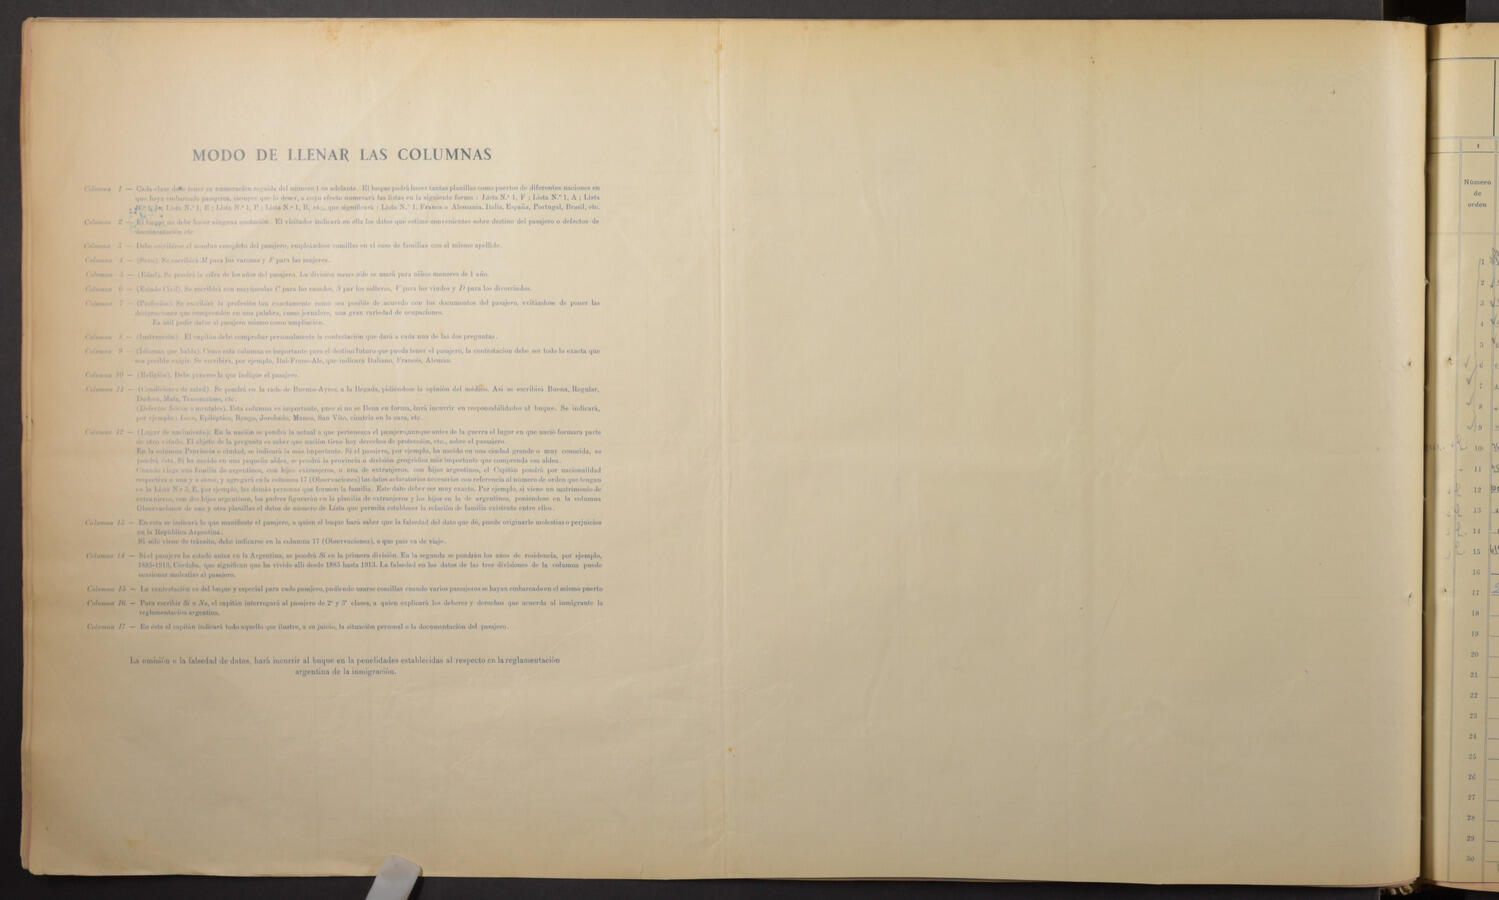 MODO DE LLENAR LAS COLUMNAS
Columna 1 — Cada clase debe tener su numeración seguida del número 1 en adelante. El buque podrá hacer tantas planillas como puertos de diferentes naciones en
que haya embarcado pasajeros, siempre que lo desee, a cuyo efecto numerará las listas en la siguiente forma: Lista N.º 1, F; Lista N.º 1, A; Lista
N.º 1, I; Lista N.º 1, E; Lista N.º 1, P; Lista N.º 1, B, etc., que significará: Lista N.º 1, Franca o Alemania, Italia, España, Portugal, Brasil, etc.
Columna 2 — El buque no debe hacer ninguna anotación. El visitador indicará en ella los datos que estime convenientes sobre destino del pasajero o defectos de
documentación etc.
Columna 3 — Debe escribirse el nombre completo del pasajero, empleándose comillas en el caso de familias con el mismo apellido.
Columna 4 — (Sexo). Se escribirá M para los varones y F para las mujeres.
Columna 5 — (Edad). Se pondrá la cifra de los años del pasajero. La división meses sólo se usará para niños menores de 1 año.
Columna 6 — (Estado Civil). Se escribirá con mayúsculas C para los casados, S par los solteros, V para los viudos y D para los divorciados.
Columna 7 — (Profesión). Se escribirá la profesión tan exactamente como sea posible de acuerdo con los documentos del pasajero, evitándose de poner las
designaciones que comprenden en una palabra, como jornalero, una gran variedad de ocupaciones.
Es útil pedir datos al pasajero mismo como ampliación.
Columna 8 — (Instrucción). El capitán debe comprobar personalmente la contestación que dará a cada una de las dos preguntas.
Columna 9 — (Idiomas que habla). Como esta columna es importante para el destino futuro que pueda tener el pasajero, la contestación debe ser todo lo exacta que
sea posible exigir. Se escribirá, por ejemplo, Ital-Franc-Ale, que indicará Italiano, Francés, Alemán.
Columna 10 — (Religión). Debe ponerse la que indique el pasajero.
Columna 11 — (Condiciones de salud). Se pondrá en la rada de Buenos-Ayres, a la llegada, pidiéndose la opinión del médico. Así se escribirá Buena, Regular,
Dudosa, Mala, Tracomatoso, etc.
(Defectos físicos o mentales). Esta columna es importante, pues si no se llena en forma, hará incurrir en responsabilidades al buque. Se indicará,
por ejemplo: Loco, Epiléptico, Rengo, Jorobado, Manco, San Vito, cicatriz en la cara, etc.
Columna 12 — (Lugar de nacimiento). En la nación se pondrá la actual a que pertenezca el pasajero, aunque antes de la guerra el lugar en que nació formara parte
de otro estado. El objeto de la pregunta es saber que nación tiene hoy derechos de protección, etc., sobre el pasajero.
En la columna Provincia o ciudad, se indicará la más importante. Si el pasajero, por ejemplo, ha nacido en una ciudad grande o muy conocida, se
pondrá ésta. Si ha nacido en una pequeña aldea, se pondrá la provincia o división geográfica más importante que comprenda esa aldea.
Cuando viaje una familia de argentinos, con hijos extranjeros, o una de extranjeros, con hijos argentinos, el Capitán pondrá por nacionalidad
respectiva a una y a otros, y agregará en la columna 17 (Observaciones) los datos aclaratorios necesarios con referencia al número de orden que tengan
en la Lista N.º 3, E, por ejemplo, las demás personas que formen la familia. Este dato deber ser muy exacto. Por ejemplo, si viene un matrimonio de
extranjeros, con dos hijos argentinos, los padres figurarán en la planilla de extranjeros y los hijos en la de argentinos, poniéndose en la columna
Observaciones de una y otra planillas el datos de número de Lista que permita establecer la relación de familia existente entre ellos.
Columna 13 — En esta se indicará lo que manifieste el pasajero, a quien el buque hará saber que la falsedad del dato que dé, puede originarle molestias o perjuicios
en la República Argentina.
Si sólo viene de tránsito, debe indicarse en la columna 17 (Observaciones), a que país va de viaje.
Columna 14 — Si el pasajero ha estado antes en la Argentina, se pondrá Sí en la primera división. En la segunda se pondrán los años de residencia, por ejemplo,
1885-1913, Córdoba, que significan que ha vivido allí desde 1885 hasta 1913. La falsedad en los datos de las tres divisiones de la columna puede
ocasionar molestias al pasajero.
Columna 15 — La contestación es del buque y especial para cada pasajero, pudiendo usarse comillas cuando varios pasajeros se hayan embarcado en el mismo puerto
Columna 16 — Para escribir Sí o No, el capitán interrogará al pasajero de 2ª y 3ª clases, a quien explicará los deberes y derechos que acuerda al inmigrante la
reglamentación argentina.
Columna 17 — En ésta el capitán indicará todo aquello que ilustre, a su juicio, la situación personal o la documentación del pasajero.
La omisión o la falsedad de datos, hará incurrir al buque en la penelidades establecidas al respecto en la reglamentación
argentina de la inmigración.
1
Número
de
orden
1
2
3
4
5
6
7
8
9
10
11
12
13
14
15
16
17
18
19
20
21
22
23
24
25
26
27
28
29
30